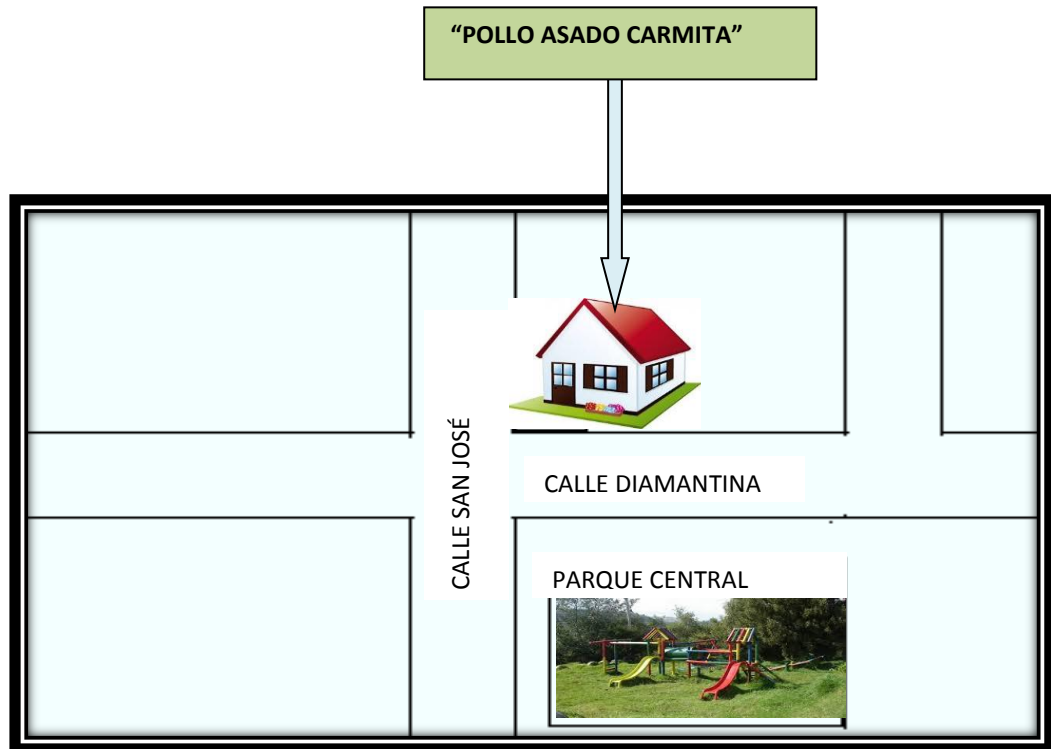 “POLLO ASADO CARMITA”
CALLE SAN JOSÉ
CALLE DIAMANTINA
PARQUE CENTRAL